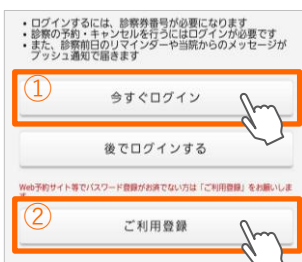 ・ログインするには、診察券番号が必要になります
・診察の予約・キャンセルを行うにはログインが必要です
・また、診察前日のリマインダーや当院からのメッセージが
プッシュ通知で届きます
①
今すぐログイン
後でログインする
Web予約サイト等でパスワード登録がお済でない方は「ご利用登録」をお願いしま
す
②
ご利用登録